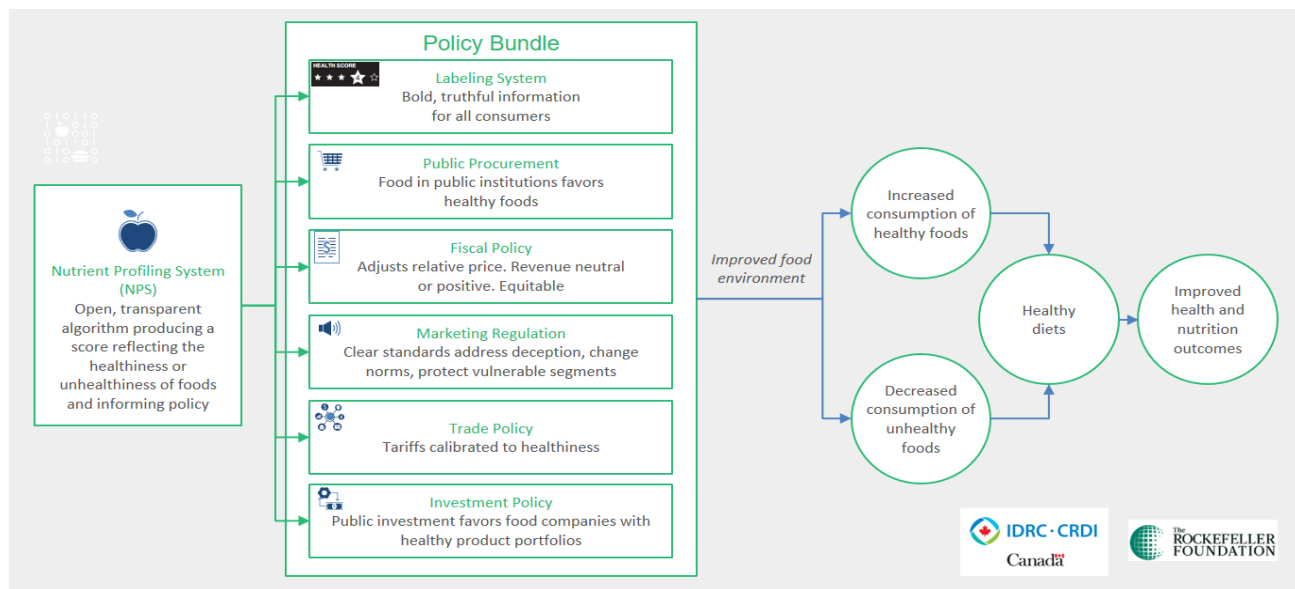 Policy Bundle
HEALTH SCORE
Labeling System
Bold, truthful information
for all consumers
Public Procurement
Food in public institutions favors
healthy foods
Fiscal Policy
Adjusts relative price. Revenue neutral
or positive. Equitable
Marketing Regulation
Clear standards address deception, change
norms, protect vulnerable segments
Trade Policy
Tariffs calibrated to healthiness
Investment Policy
Public investment favors food companies with
healthy product portfolios
Nutrient Profiling System
(NPS)
Open, transparent
algorithm producing a
score reflecting the
healthiness or
unhealthiness of foods
and informing policy
Improved food
environment
Increased
consumption of
healthy foods
Decreased
consumption of
unhealthy
foods
Healthy
diets
Improved
health and
nutrition
outcomes
IDRC · CRDI
Canada
The
ROCKEFELLER
FOUNDATION